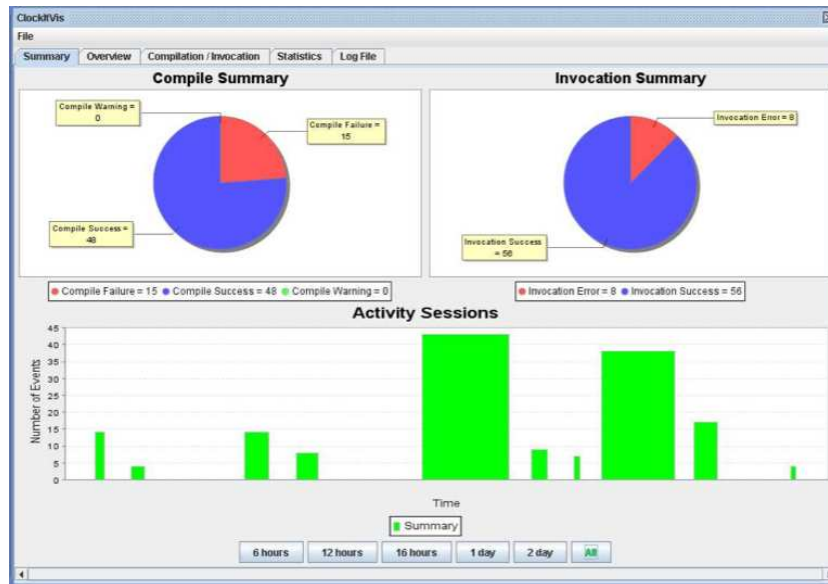 ClockItVis
File
Summary Overview Compilation / Invocation Statistics Log File
Compile Summary
Compile Warning =
0
Compile Failure =
15
Compile Success =
48
Compile Failure = 15 Compile Success = 48 Compile Warning = 0
Invocation Summary
Invocation Error = 8
Invocation Success
= 56
Invocation Error = 8 Invocation Success = 56
Activity Sessions
Number of Events
45
40
35
30
25
20
15
10
5
0
Time
Summary
6 hours 12 hours 16 hours 1 day 2 day All